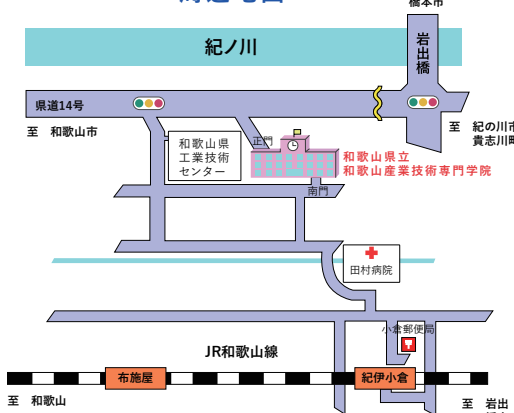 橋本市
紀ノ川
岩出橋
県道14号
至 和歌山市
至 紀の川市
貴志川町
正門
和歌山県
工業技術
センター
和歌山県立
和歌山産業技術専門学院
南門
田村病院
小倉郵便局
JR和歌山線
布施屋
紀伊小倉
至 和歌山
至 岩出